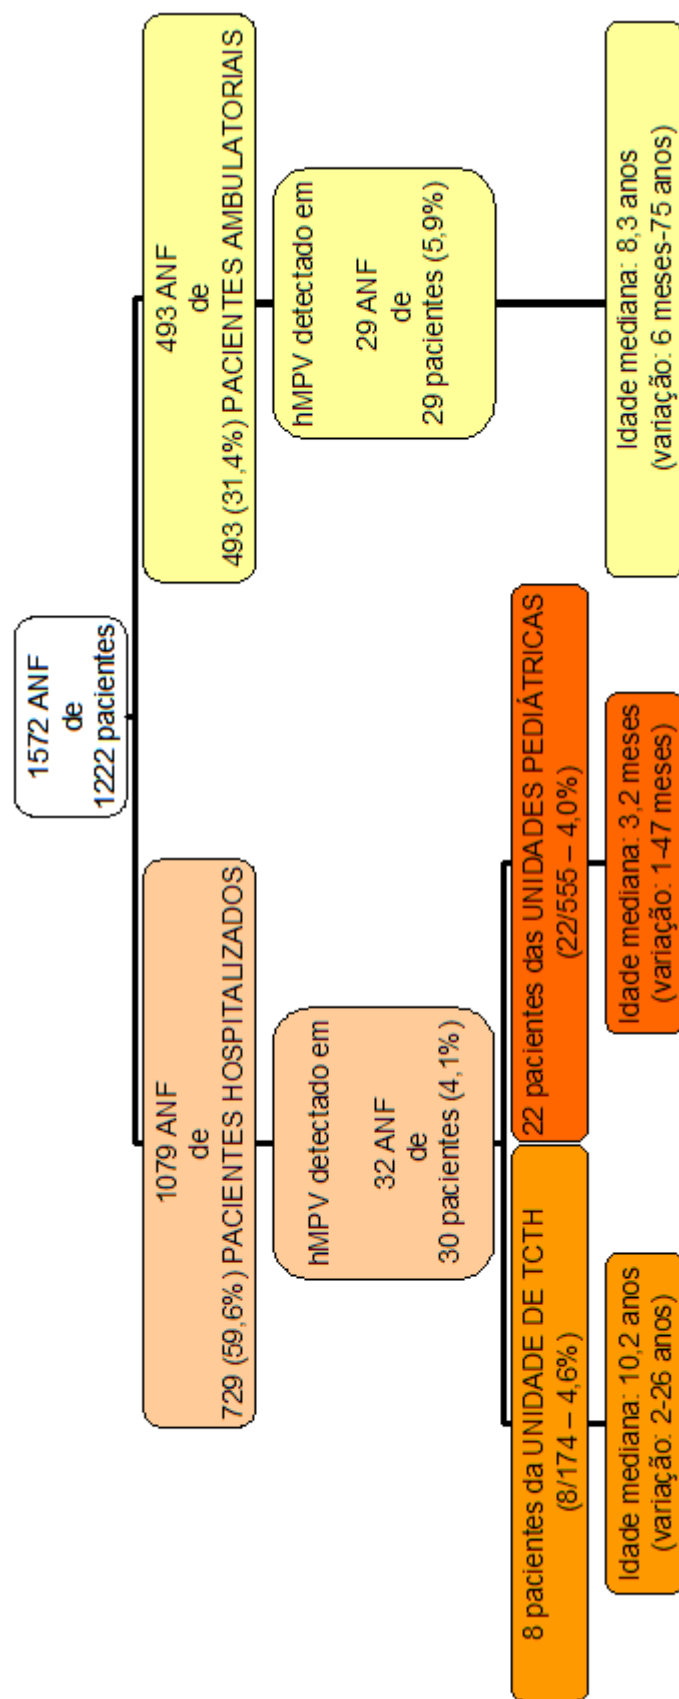 1572 ANF
de
1222 pacientes
1079 ANF
de
729 (59,6%) PACIENTES HOSPITALIZADOS
493 ANF
de
493 (31,4%) PACIENTES AMBULATORIAIS
hMPV detectado em
32 ANF
de
30 pacientes (4,1%)
hMPV detectado em
29 ANF
de
29 pacientes (5,9%)
8 pacientes da UNIDADE DE TCTH
(8/174 – 4,6%)
22 pacientes das UNIDADES PEDIÁTRICAS
(22/555 – 4,0%)
Idade mediana: 10,2 anos
(variação: 2-26 anos)
Idade mediana: 3,2 meses
(variação: 1-47 meses)
Idade mediana: 8,3 anos
(variação: 6 meses-75 anos)